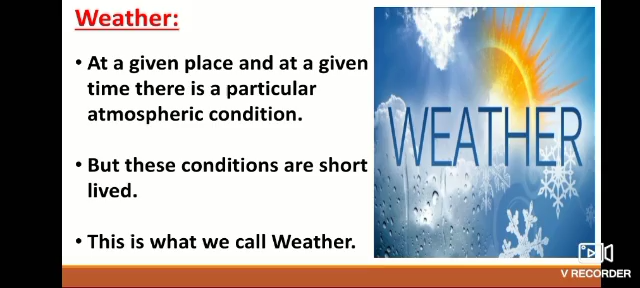 Weather:
• At a given place and at a given
time there is a particular
atmospheric condition.
• But these conditions are short
lived.
• This is what we call Weather.
WEATHER
V RECORDER